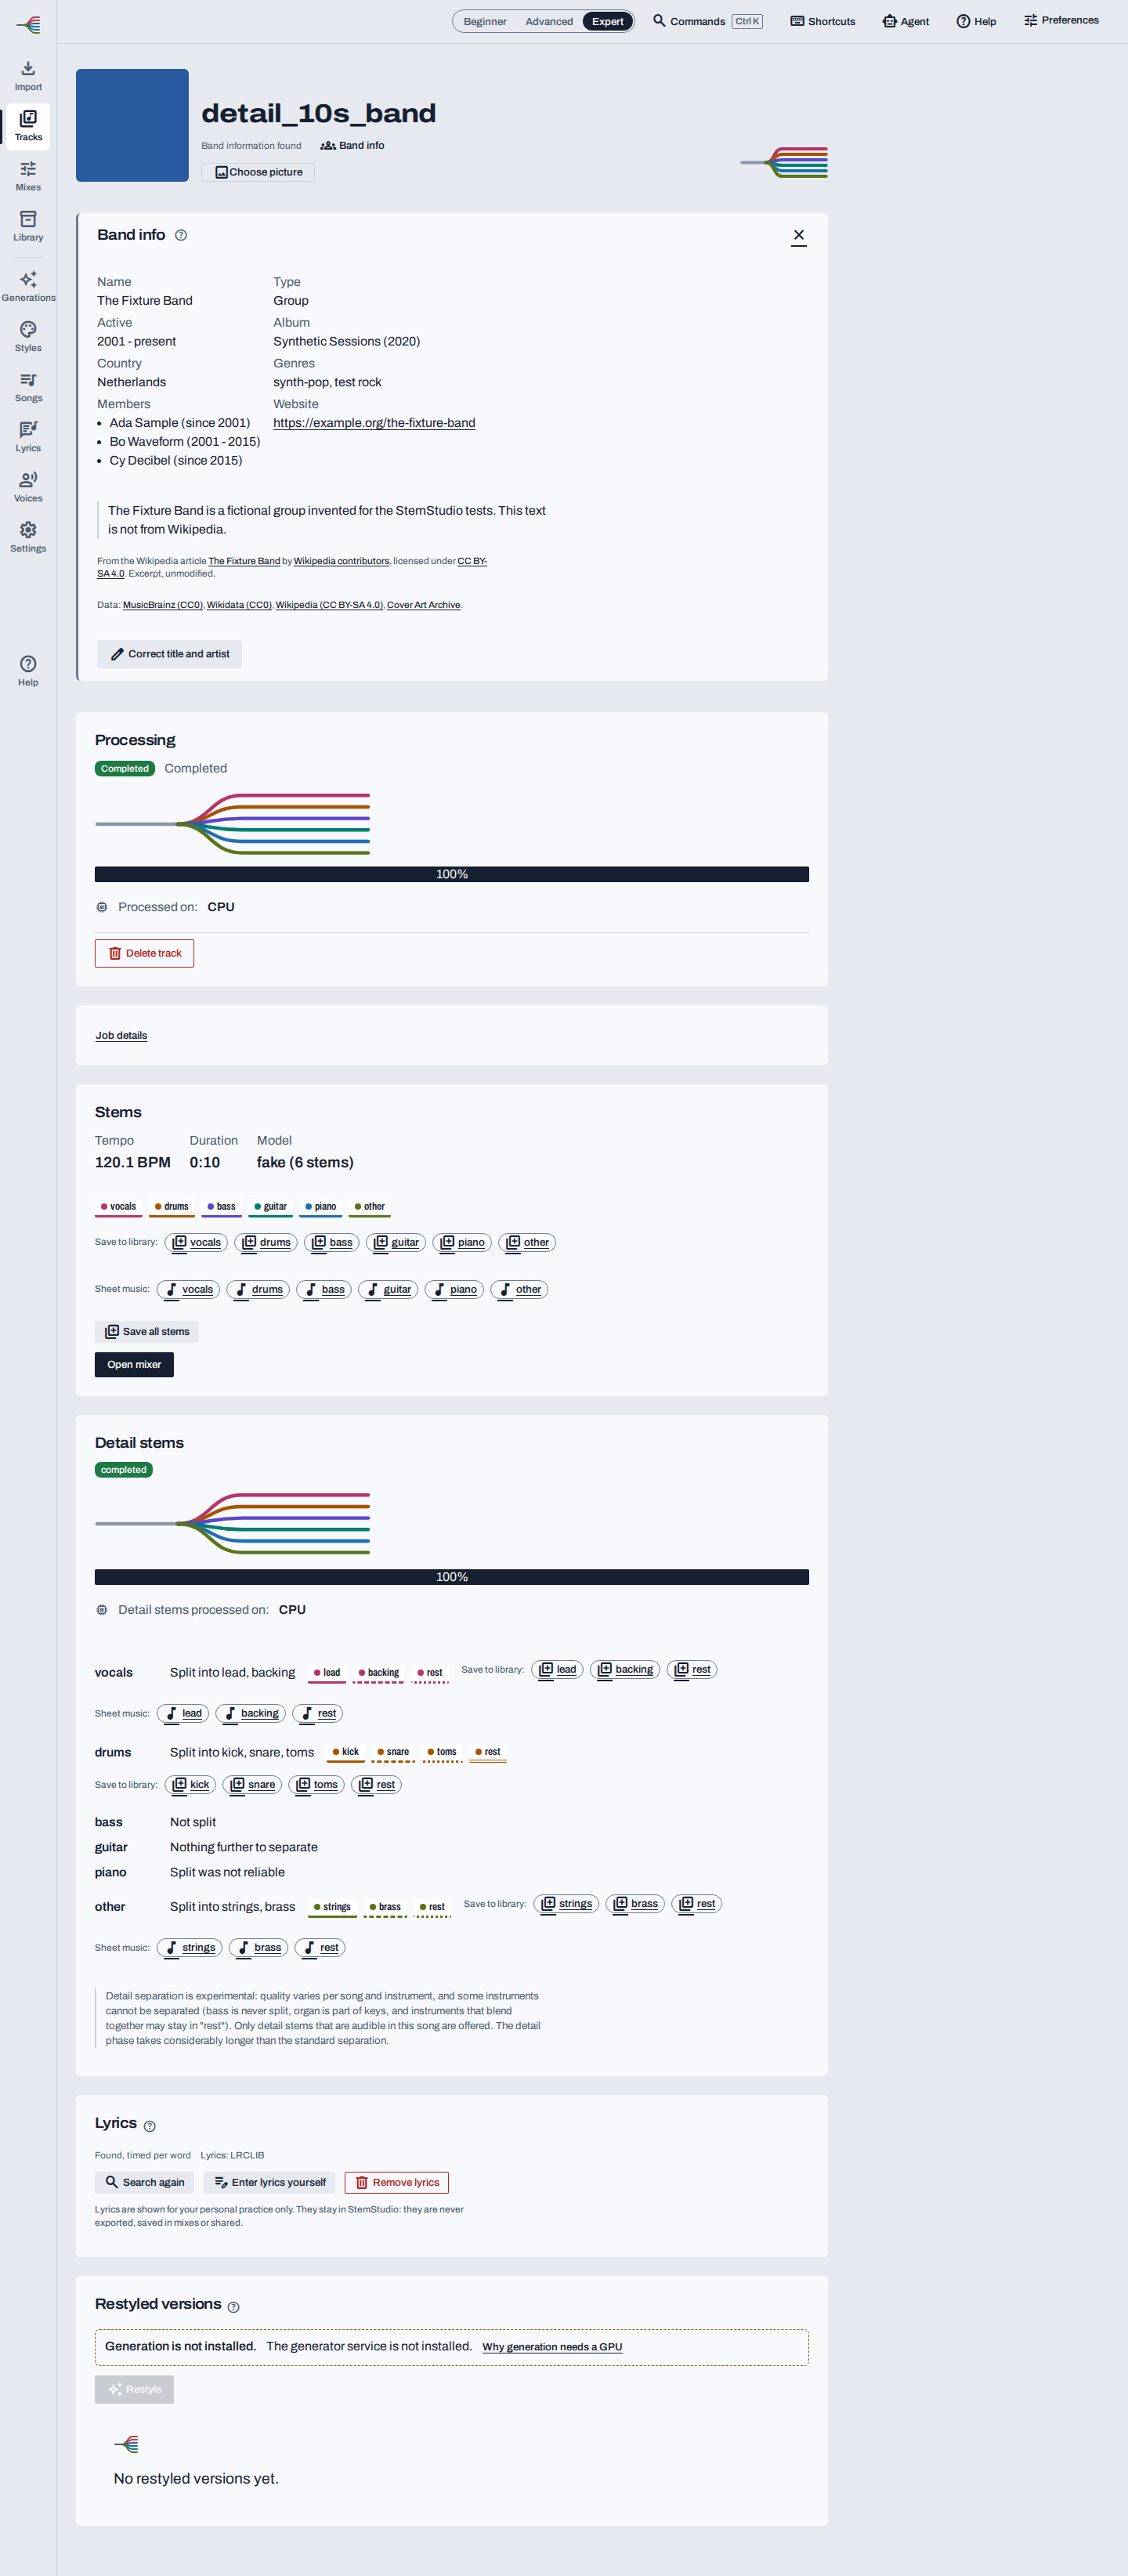 Beginner Advanced Expert Commands Ctrl K Shortcuts Agent Help Preferences
Import
Tracks
Mixes
Library
Generations
Styles
Songs
Lyrics
Voices
Settings
Help
detail_10s_band
Band information found Band info
Choose picture
Band info
Name Type
The Fixture Band Group
Active Album
2001 - present Synthetic Sessions (2020)
Country Genres
Netherlands synth-pop, test rock
Members Website
• Ada Sample (since 2001) https://example.org/the-fixture-band
• Bo Waveform (2001 - 2015)
• Cy Decibel (since 2015)
The Fixture Band is a fictional group invented for the StemStudio tests. This text
is not from Wikipedia.
From the Wikipedia article The Fixture Band by Wikipedia contributors, licensed under CC BY-
SA 4.0. Excerpt, unmodified.
Data: MusicBrainz (CC0), Wikidata (CC0), Wikipedia (CC BY-SA 4.0), Cover Art Archive.
Correct title and artist
Processing
Completed Completed
100%
Processed on: CPU
Delete track
Job details
Stems
Tempo Duration Model
120.1 BPM 0:10 fake (6 stems)
vocals drums bass guitar piano other
Save to library: vocals drums bass guitar piano other
Sheet music: vocals drums bass guitar piano other
Save all stems
Open mixer
Detail stems
completed
100%
Detail stems processed on: CPU
vocals Split into lead, backing lead backing rest Save to library: lead backing rest
Sheet music: lead backing rest
drums Split into kick, snare, toms kick snare toms rest
Save to library: kick snare toms rest
bass Not split
guitar Nothing further to separate
piano Split was not reliable
other Split into strings, brass strings brass rest Save to library: strings brass rest
Sheet music: strings brass rest
Detail separation is experimental: quality varies per song and instrument, and some instruments
cannot be separated (bass is never split, organ is part of keys, and instruments that blend
together may stay in "rest"). Only detail stems that are audible in this song are offered. The detail
phase takes considerably longer than the standard separation.
Lyrics
Found, timed per word Lyrics: LRCLIB
Search again Enter lyrics yourself Remove lyrics
Lyrics are shown for your personal practice only. They stay in StemStudio: they are never
exported, saved in mixes or shared.
Restyled versions
Generation is not installed. The generator service is not installed. Why generation needs a GPU
Restyle
No restyled versions yet.